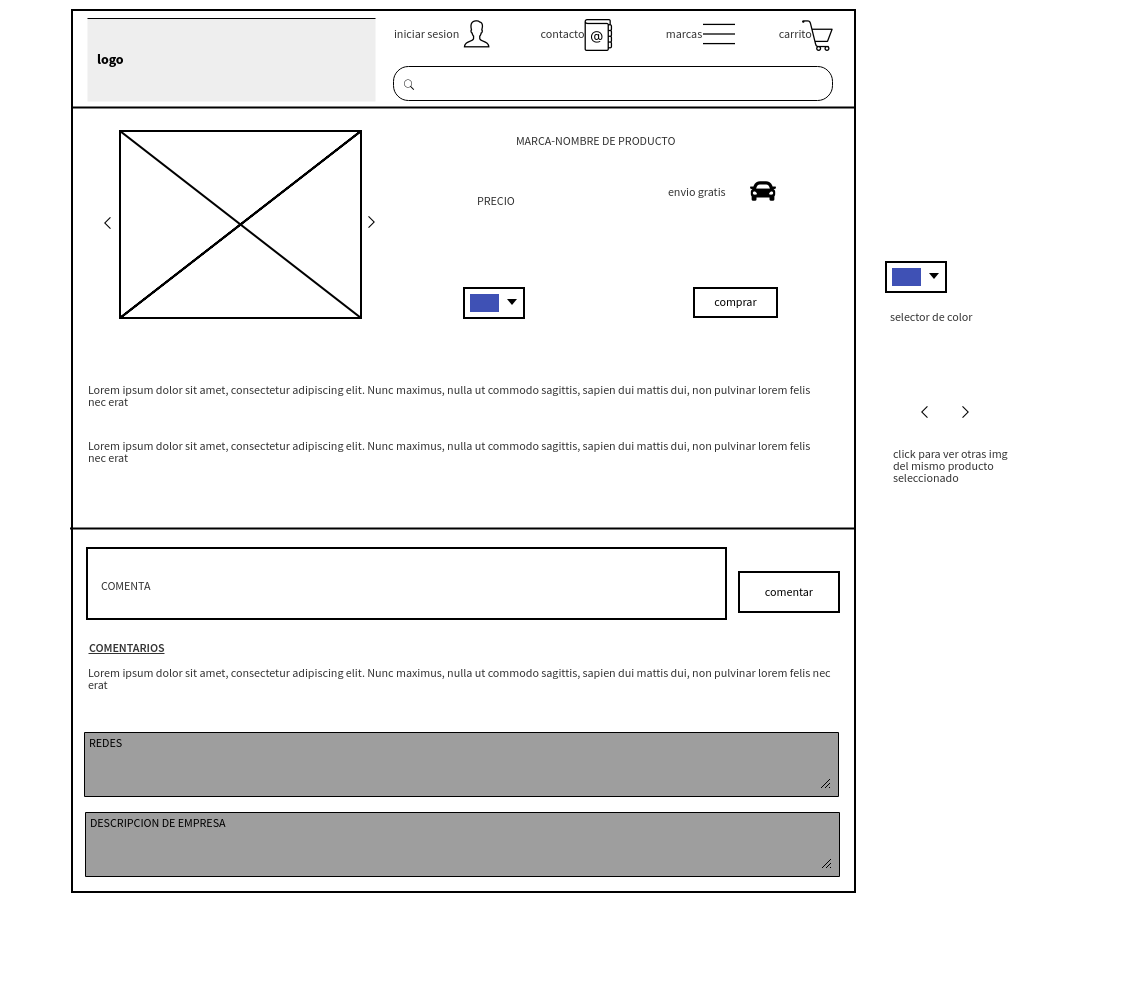 logo
iniciar sesion
contacto
@
marcas
carrito
MARCA-NOMBRE DE PRODUCTO
PRECIO
envio gratis
comprar
Lorem ipsum dolor sit amet, consectetur adipiscing elit. Nunc maximus, nulla ut commodo sagittis, sapien dui mattis dui, non pulvinar lorem felis
nec erat
Lorem ipsum dolor sit amet, consectetur adipiscing elit. Nunc maximus, nulla ut commodo sagittis, sapien dui mattis dui, non pulvinar lorem felis
nec erat
COMENTA
comentar
COMENTARIOS
Lorem ipsum dolor sit amet, consectetur adipiscing elit. Nunc maximus, nulla ut commodo sagittis, sapien dui mattis dui, non pulvinar lorem felis nec
erat
REDES
DESCRIPCION DE EMPRESA
selector de color
click para ver otras img
del mismo producto
seleccionado